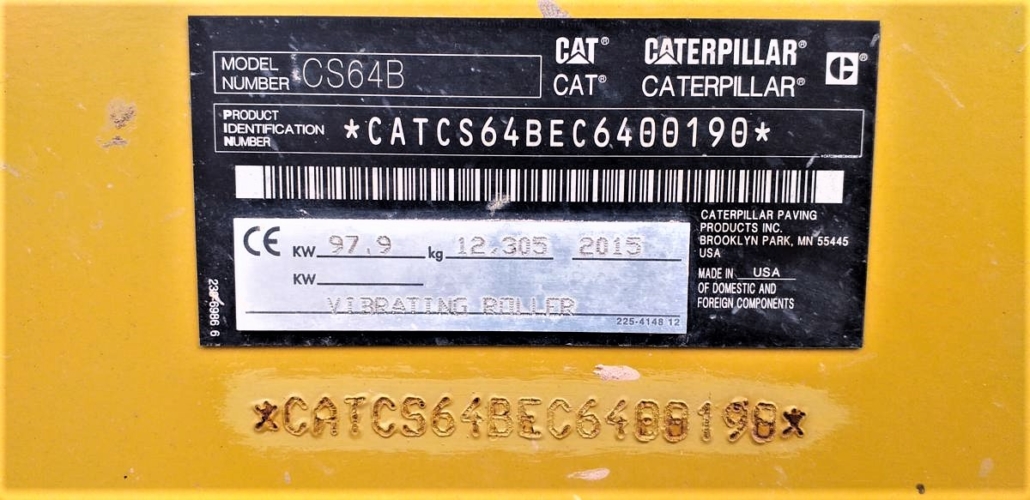 MODEL NUMBER CS64B
CAT® CATERPILLAR®
CAT® CATERPILLAR®
PRODUCT IDENTIFICATION NUMBER *CATCS64BEC6400190*
CE KW 97.9 kg 12,305 2015
KW
VIBRATING ROLLER
225-4148 12
CATERPILLAR PAVING
PRODUCTS INC.
BROOKLYN PARK, MN 55445
USA
MADE IN USA
OF DOMESTIC AND
FOREIGN COMPONENTS
*CATCS64BEC6400190*